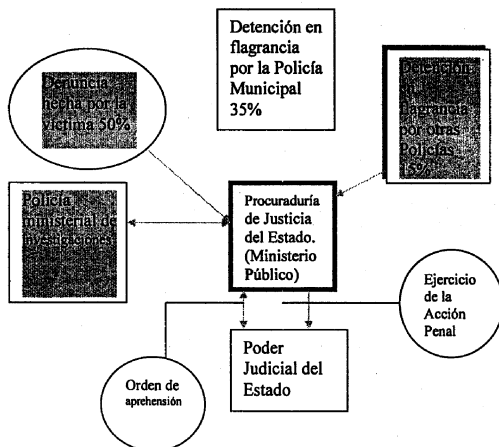 Detención en
flagrancia
por la Policía
Municipal
35%
Denuncia
hecha por la
víctima 50%
Detención
en
flagrancia
por otras
Policías
15%
Policía
ministerial de
investigaciones
Procuraduría
de Justicia
del Estado.
(Ministerio
Público)
Ejercicio
de la
Acción
Penal
Poder
Judicial del
Estado
Orden de
aprehensión